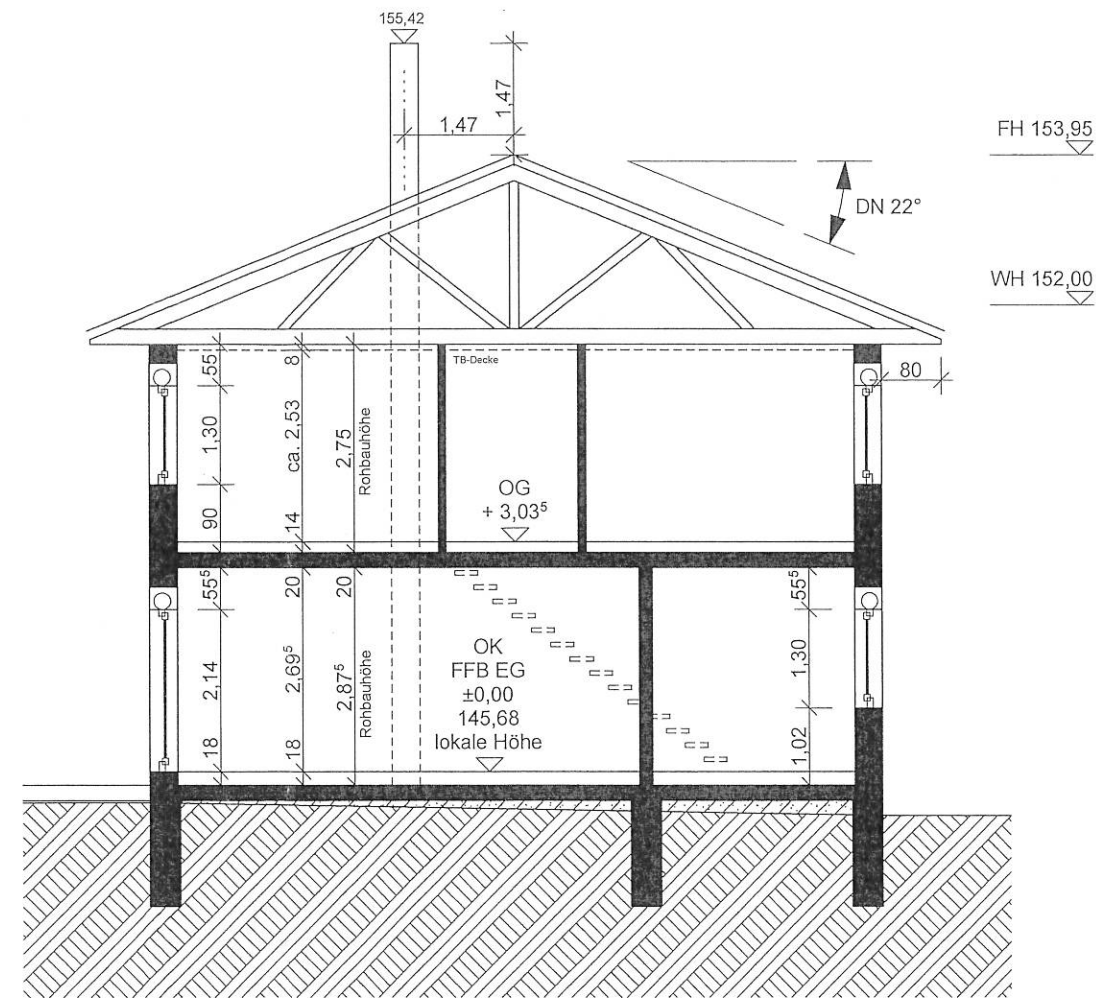 155,42
1,47
1,47
FH 153,95
DN 22°
WH 152,00
55
8
TB-Decke
80
1,30
ca. 2,53
2,75
Rohbauhöhe
OG
+ 3,03⁵
90
14
55⁵
20
20
55⁵
OK
FFB EG
±0,00
145,68
lokale Höhe
2,14
2,69⁵
2,87⁵
Rohbauhöhe
1,30
18
18
1,02